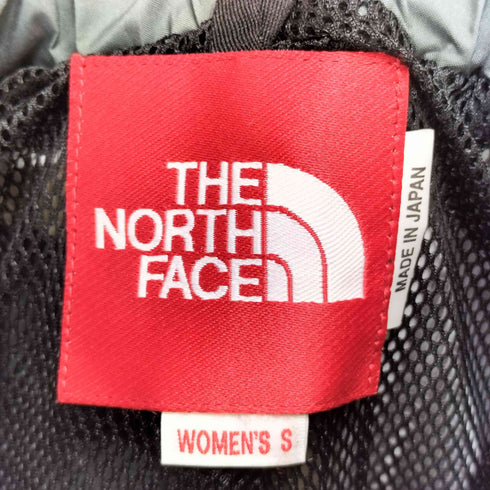 THE
NORTH
FACE
MADE IN JAPAN
WOMEN'S S